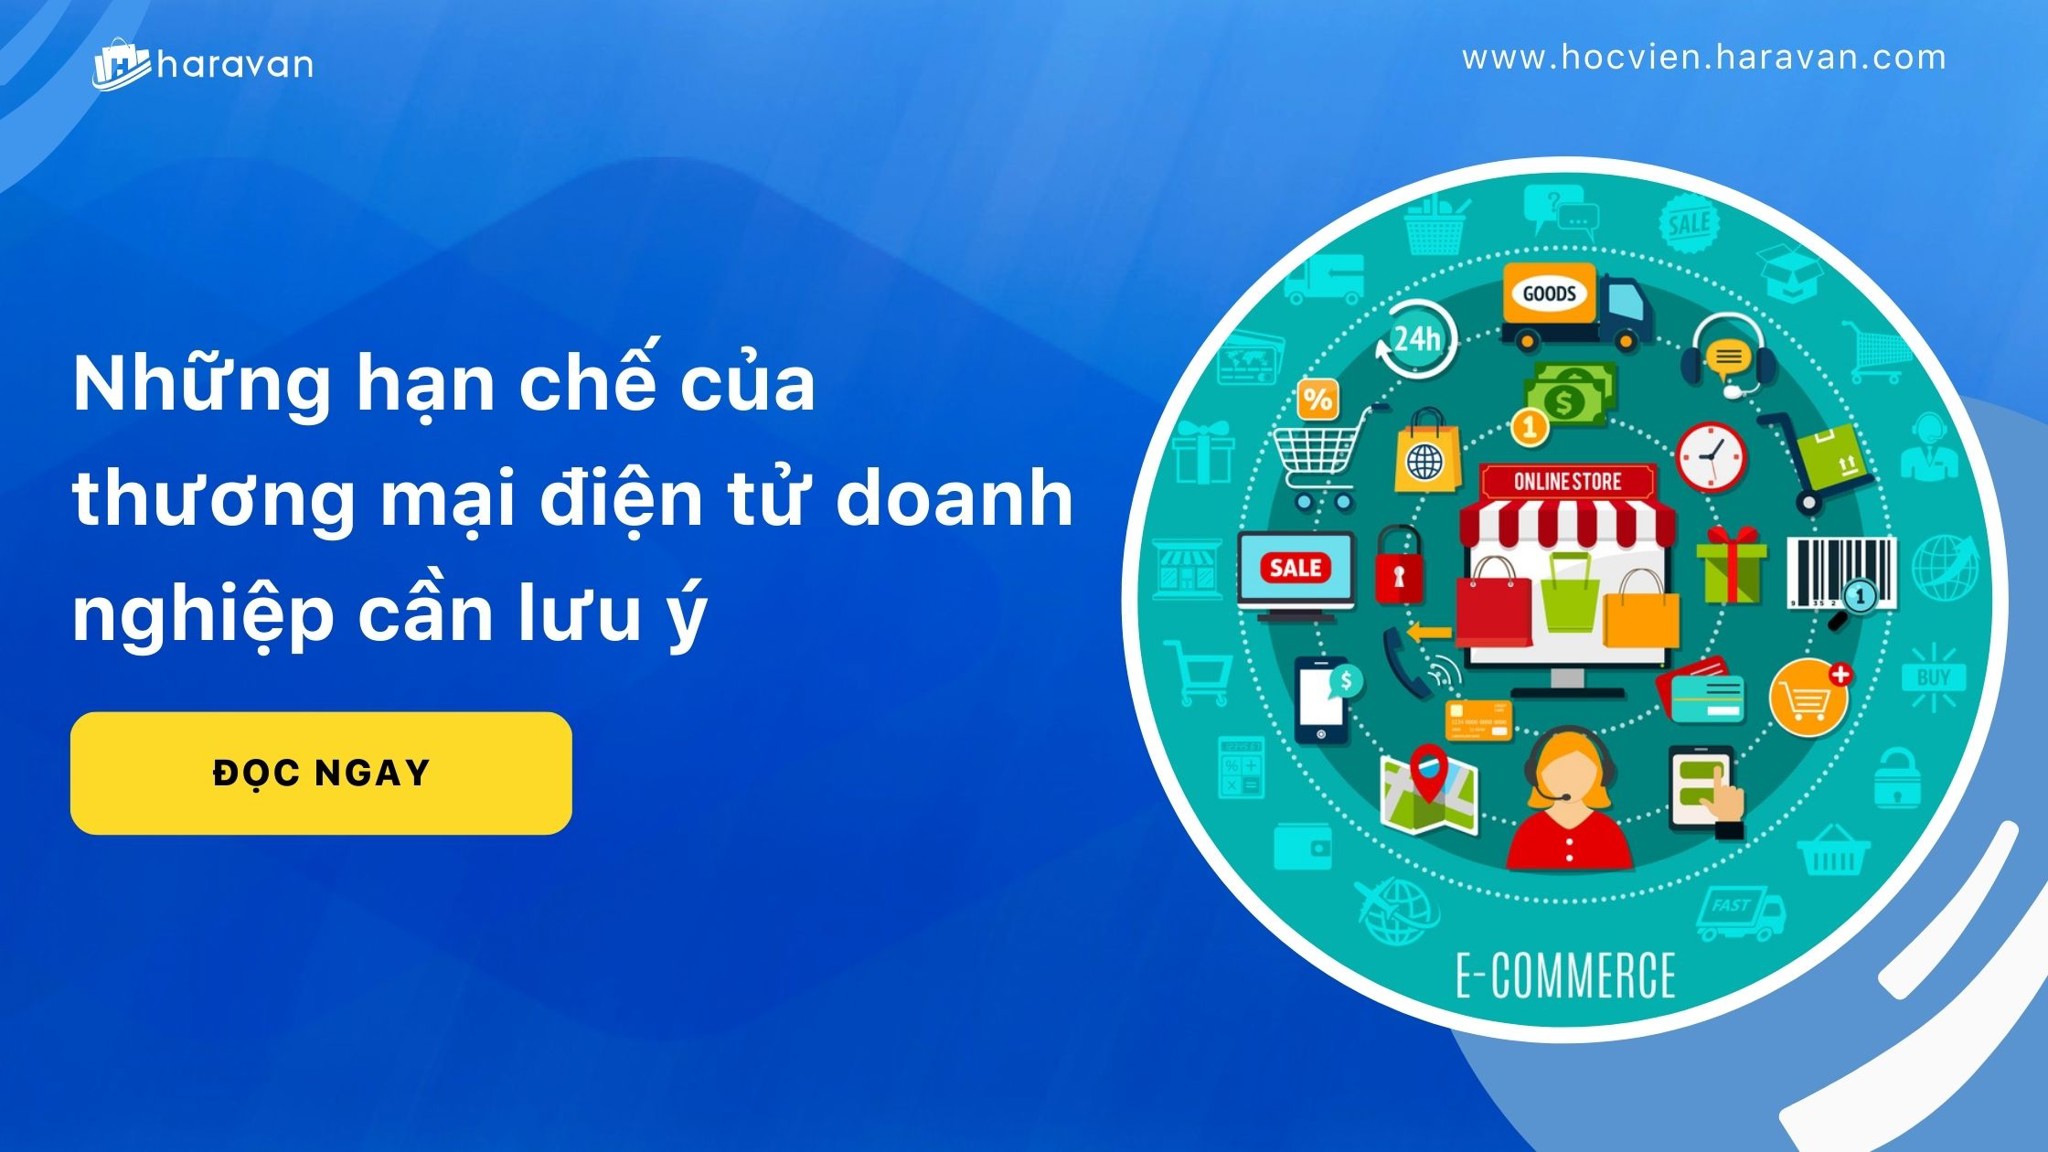 haravan
www.hocvien.haravan.com
Những hạn chế của
thương mại điện tử doanh
nghiệp cần lưu ý
ĐỌC NGAY
SALE
GOODS
24h
%
$
1
ONLINE STORE
SALE
1
$
BUY
FAST
E-COMMERCE